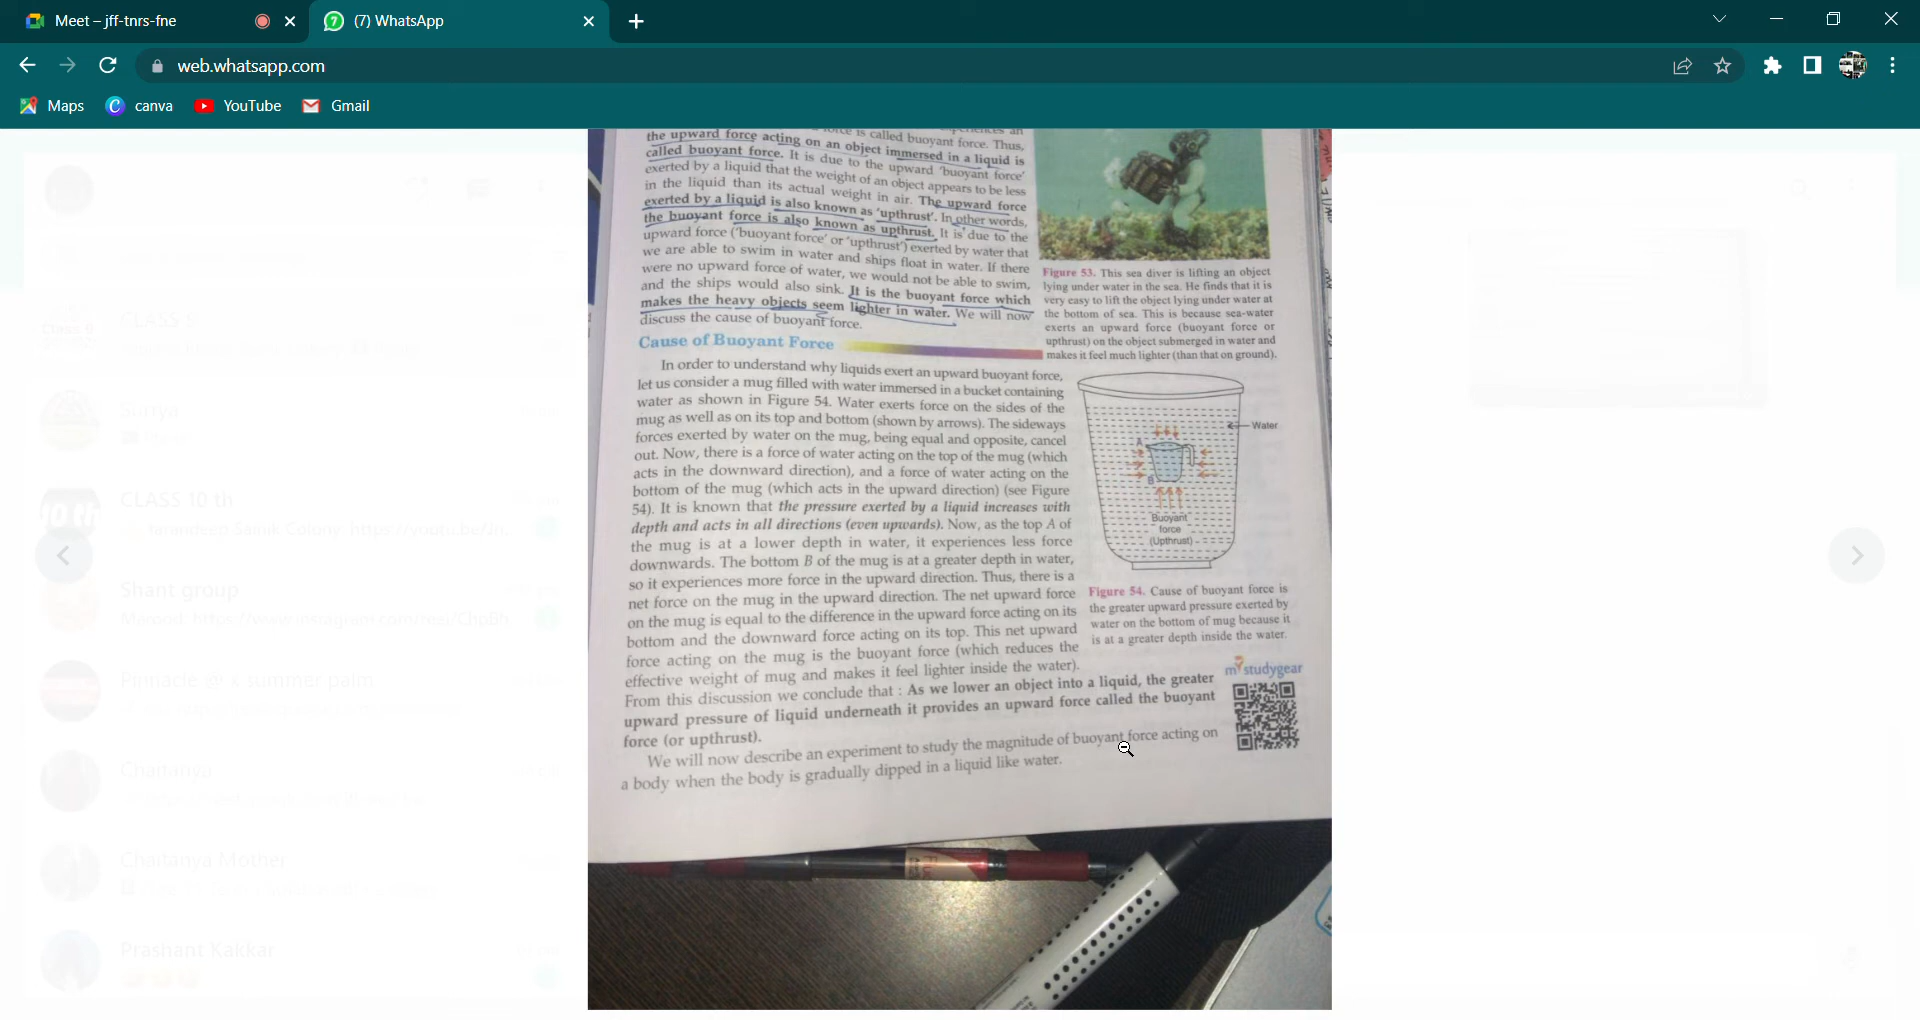 Meet – jff-tnrs-fne
(7) WhatsApp
web.whatsapp.com
Maps
canva
YouTube
Gmail
force is called buoyant force. Thus,
the upward force acting on an object immersed in a liquid is
called buoyant force. It is due to the upward 'buoyant force'
exerted by a liquid that the weight of an object appears to be less
in the liquid than its actual weight in air. The upward force
exerted by a liquid is also known as 'upthrust'. In other words,
the buoyant force is also known as upthrust. It is due to the
upward force ('buoyant force' or 'upthrust') exerted by water that
we are able to swim in water and ships float in water. If there
were no upward force of water, we would not be able to swim,
and the ships would also sink. It is the buoyant force which
makes the heavy objects seem lighter in water. We will now
discuss the cause of buoyant force.
Figure 53. This sea diver is lifting an object
lying under water in the sea. He finds that it is
very easy to lift the object lying under water at
the bottom of sea. This is because sea-water
exerts an upward force (buoyant force or
upthrust) on the object submerged in water and
makes it feel much lighter (than that on ground).
Cause of Buoyant Force
In order to understand why liquids exert an upward buoyant force,
let us consider a mug filled with water immersed in a bucket containing
water as shown in Figure 54. Water exerts force on the sides of the
mug as well as on its top and bottom (shown by arrows). The sideways
forces exerted by water on the mug, being equal and opposite, cancel
out. Now, there is a force of water acting on the top of the mug (which
acts in the downward direction), and a force of water acting on the
bottom of the mug (which acts in the upward direction) (see Figure
54). It is known that the pressure exerted by a liquid increases with
depth and acts in all directions (even upwards). Now, as the top A of
the mug is at a lower depth in water, it experiences less force
downwards. The bottom B of the mug is at a greater depth in water,
so it experiences more force in the upward direction. Thus, there is a
net force on the mug in the upward direction. The net upward force
on the mug is equal to the difference in the upward force acting on its
bottom and the downward force acting on its top. This net upward
force acting on the mug is the buoyant force (which reduces the
effective weight of mug and makes it feel lighter inside the water).
From this discussion we conclude that : As we lower an object into a liquid, the greater
upward pressure of liquid underneath it provides an upward force called the buoyant
force (or upthrust).
We will now describe an experiment to study the magnitude of buoyant force acting on
a body when the body is gradually dipped in a liquid like water.
Water
A
B
Buoyant
force
(Upthrust)
Figure 54. Cause of buoyant force is
the greater upward pressure exerted by
water on the bottom of mug because it
is at a greater depth inside the water.
mystudygear
Surrya
CLASS 10 th
Shant group
Pinnacle @ k summer palm
Chaitanya
Chaitanya Mother
Prashant Kakkar